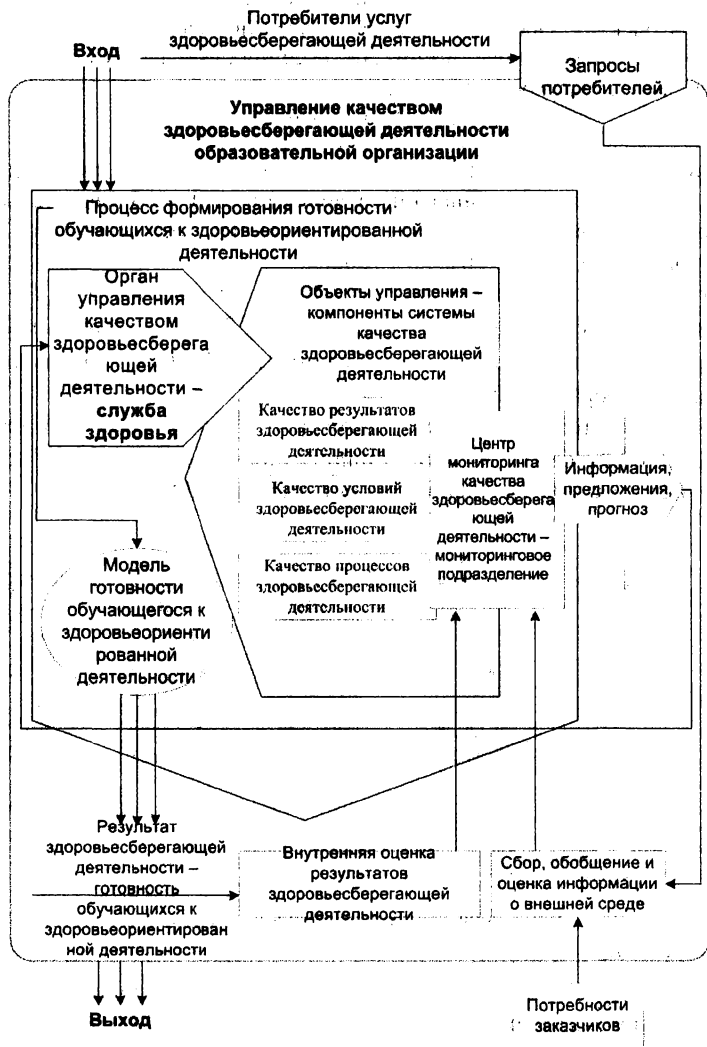 Потребители услуг
здоровьесберегающей деятельности
Вход
Запросы
потребителей
Управление качеством
здоровьесберегающей деятельности
образовательной организации
Процесс формирования готовности
обучающихся к здоровьеориентированной
деятельности
Орган
управления
качеством
здоровьесберега
ющей
деятельности –
служба
здоровья
Объекты управления –
компоненты системы
качества
здоровьесберегающей
деятельности
Качество результатов
здоровьесберегающей
деятельности
Качество условий
здоровьесберегающей
деятельности
Качество процессов
здоровьесберегающей
деятельности
Центр
мониторинга
качества
здоровьесберега
ющей
деятельности –
мониторинговое
подразделение
Информация,
предложения,
прогноз
Модель
готовности
обучающегося к
здоровьеориенти
рованной
деятельности
Результат
здоровьесберегающей
деятельности –
готовность
обучающихся к
здоровьеориентирован
ной деятельности
Внутренняя оценка
результатов
здоровьесберегающей
деятельности
Сбор, обобщение и
оценка информации
о внешней среде
Выход
Потребности
заказчиков